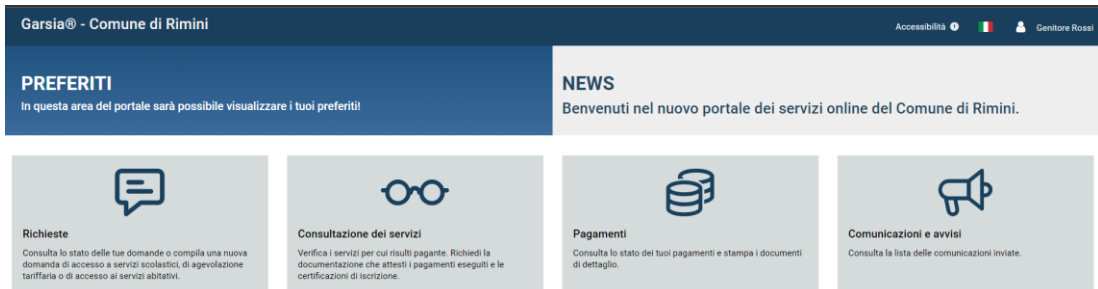 Garsia® - Comune di Rimini
Accessibilità
Genitore Rossi
PREFERITI
In questa area del portale sarà possibile visualizzare i tuoi preferiti!
NEWS
Benvenuti nel nuovo portale dei servizi online del Comune di Rimini.
Richieste
Consulta lo stato delle tue domande o compila una nuova
domanda di accesso a servizi scolastici, di agevolazione
tariffaria o di accesso ai servizi abitativi.
Consultazione dei servizi
Verifica i servizi per cui risulti pagante. Richiedi la
documentazione che attesti i pagamenti eseguiti e le
certificazioni di iscrizione.
Pagamenti
Consulta lo stato dei tuoi pagamenti e stampa i documenti
di dettaglio.
Comunicazioni e avvisi
Consulta la lista delle comunicazioni inviate.